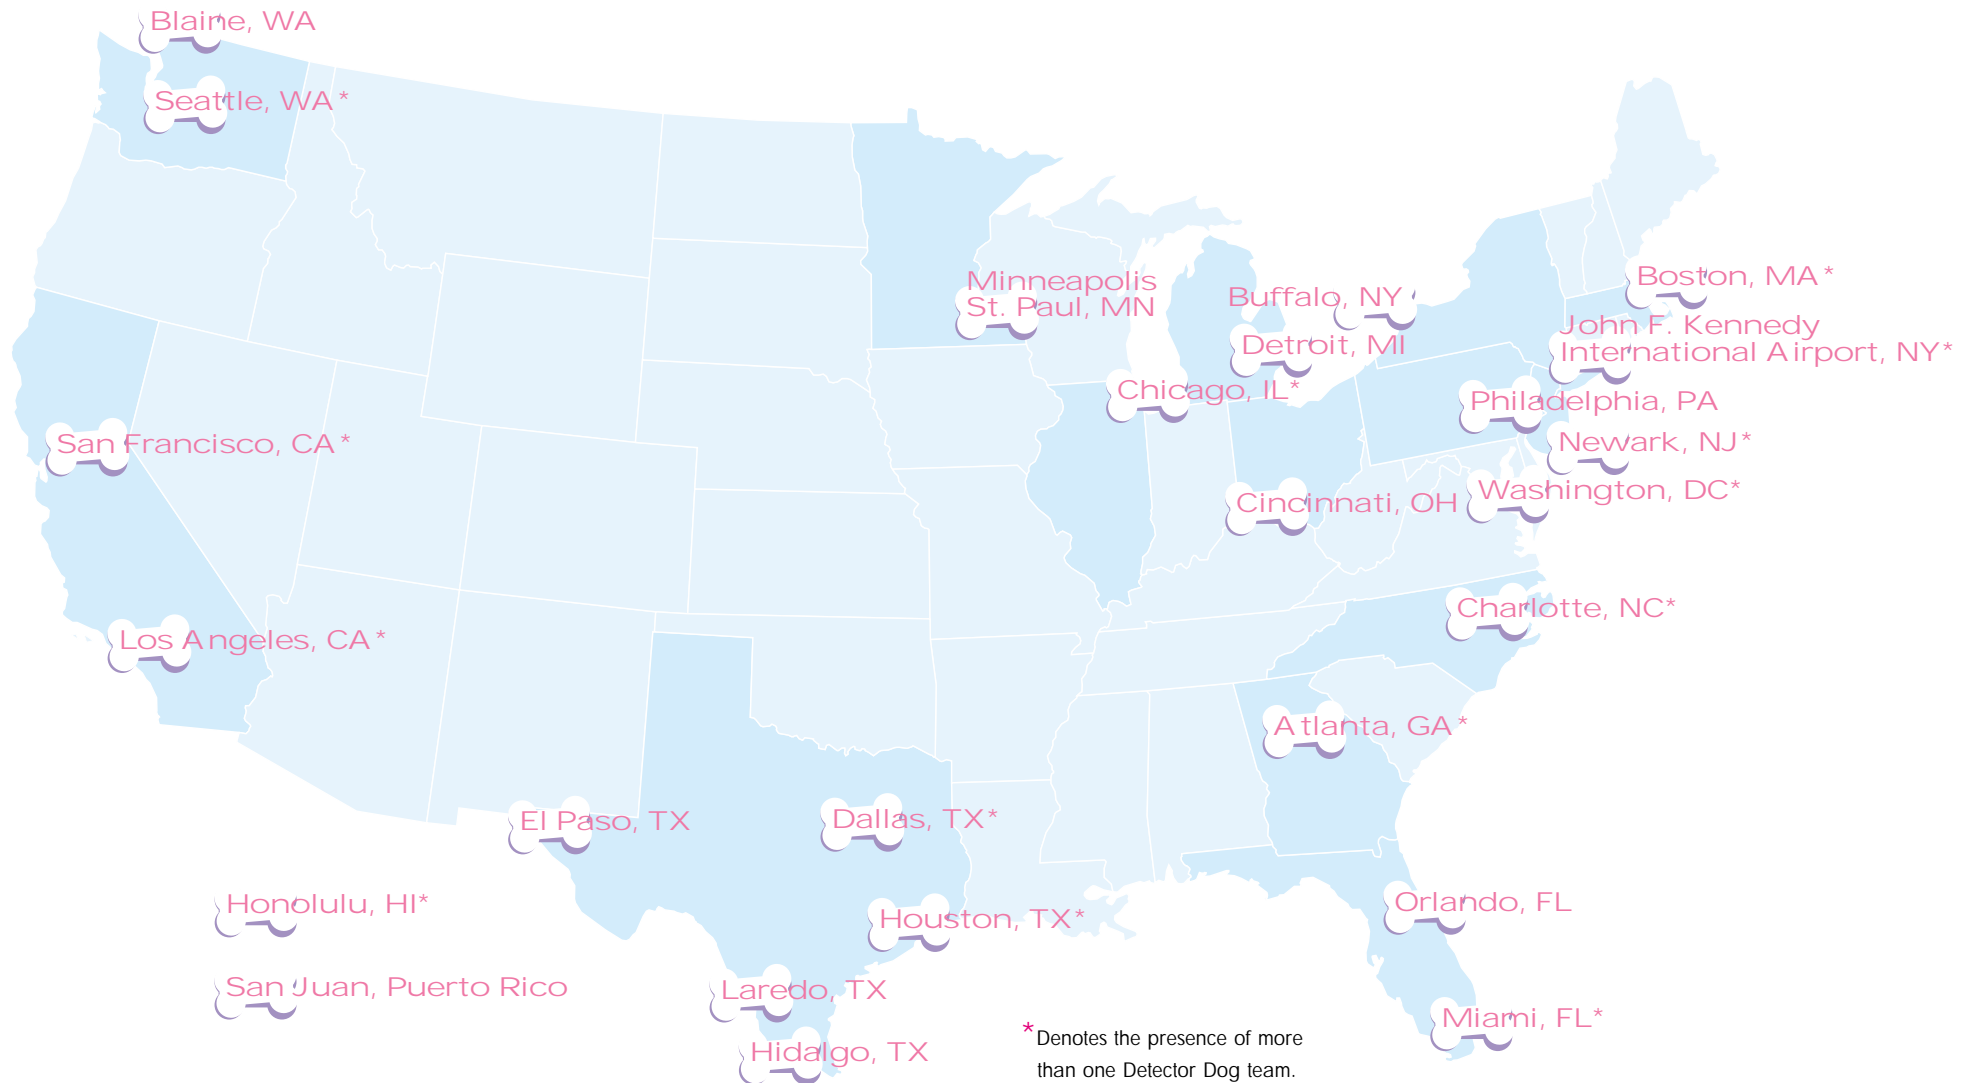 Blaine, WA
Seattle, WA*
Minneapolis
St. Paul, MN
Buffalo, NY
Boston, MA*
John F. Kennedy
International Airport, NY*
Detroit, MI
Chicago, IL*
Philadelphia, PA
San Francisco, CA*
Newark, NJ*
Washington, DC*
Cincinnati, OH
Charlotte, NC*
Los Angeles, CA*
Atlanta, GA*
El Paso, TX
Dallas, TX*
Honolulu, HI*
Houston, TX*
Orlando, FL
San Juan, Puerto Rico
Laredo, TX
Miami, FL*
Hidalgo, TX
*Denotes the presence of more
than one Detector Dog team.